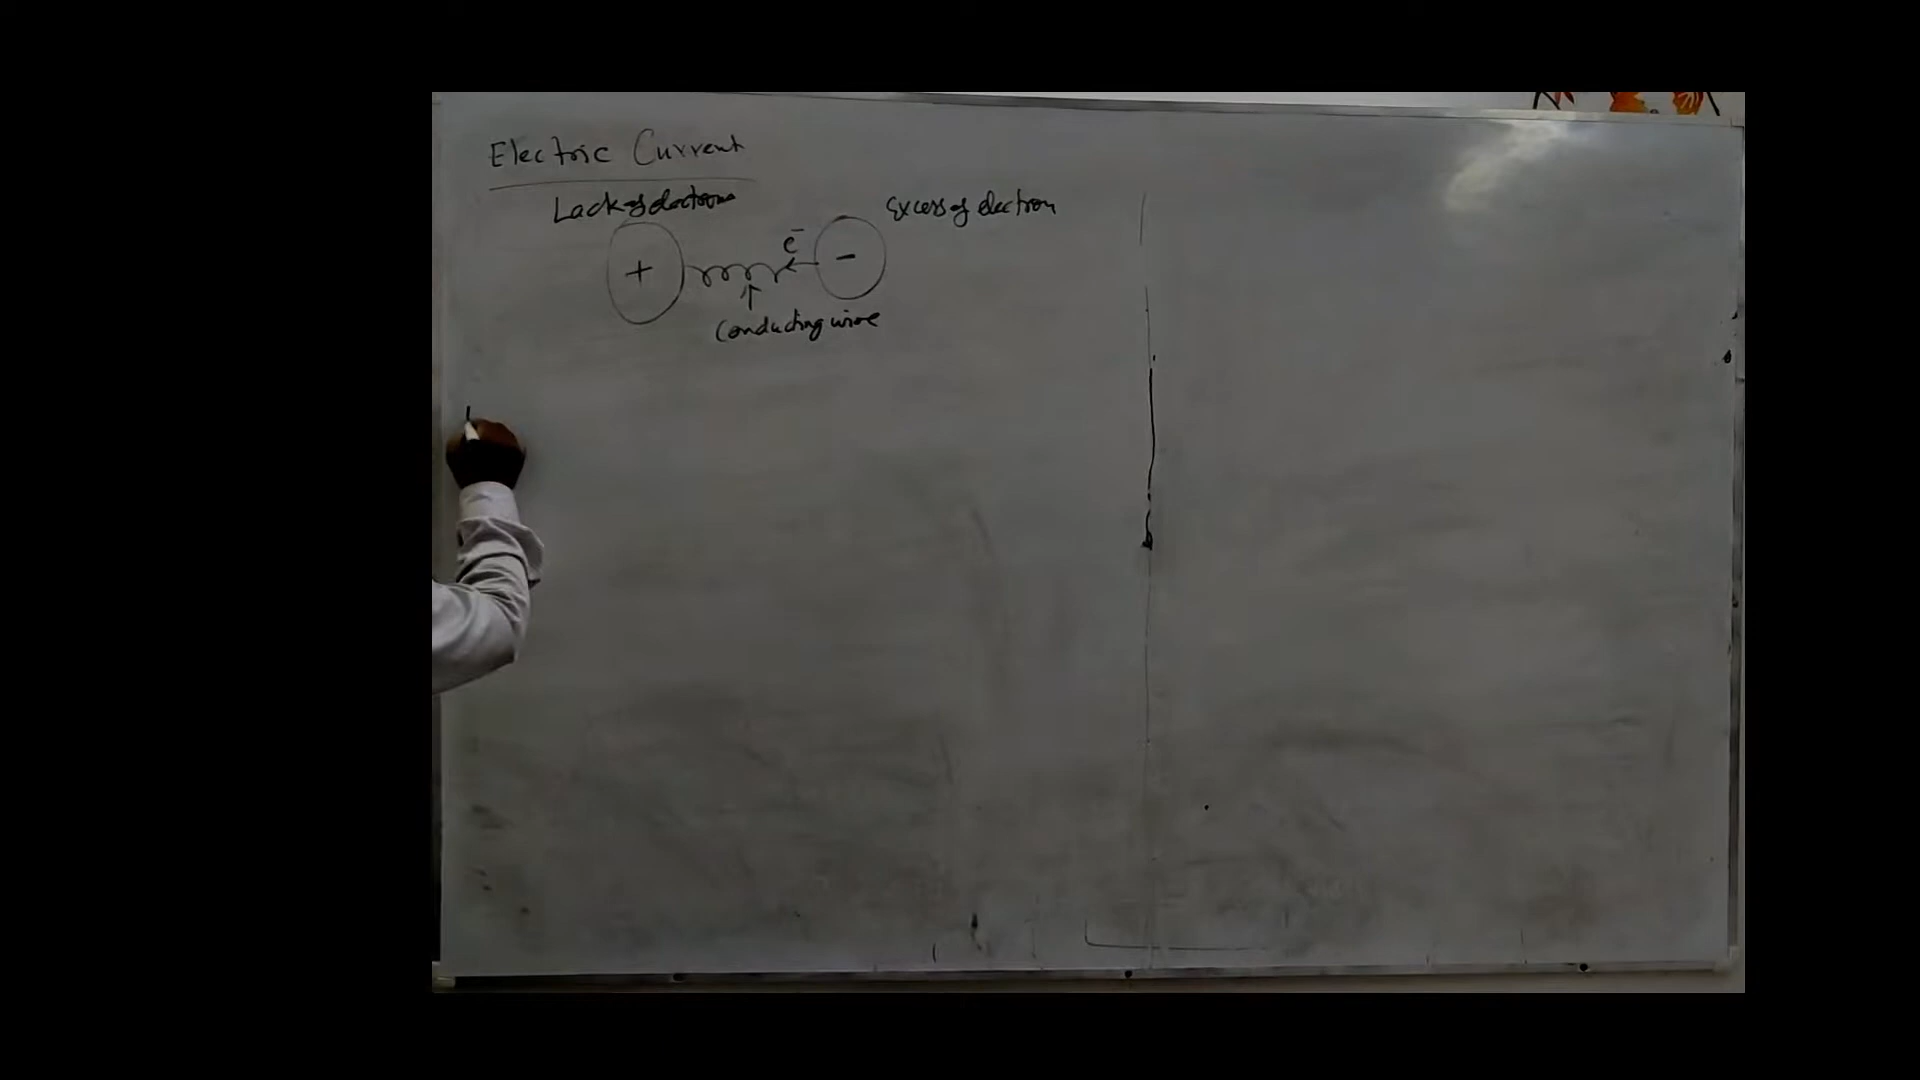 Electric Current
Lack of electrons
Excess of electron
+
e⁻
-
Conducting wire